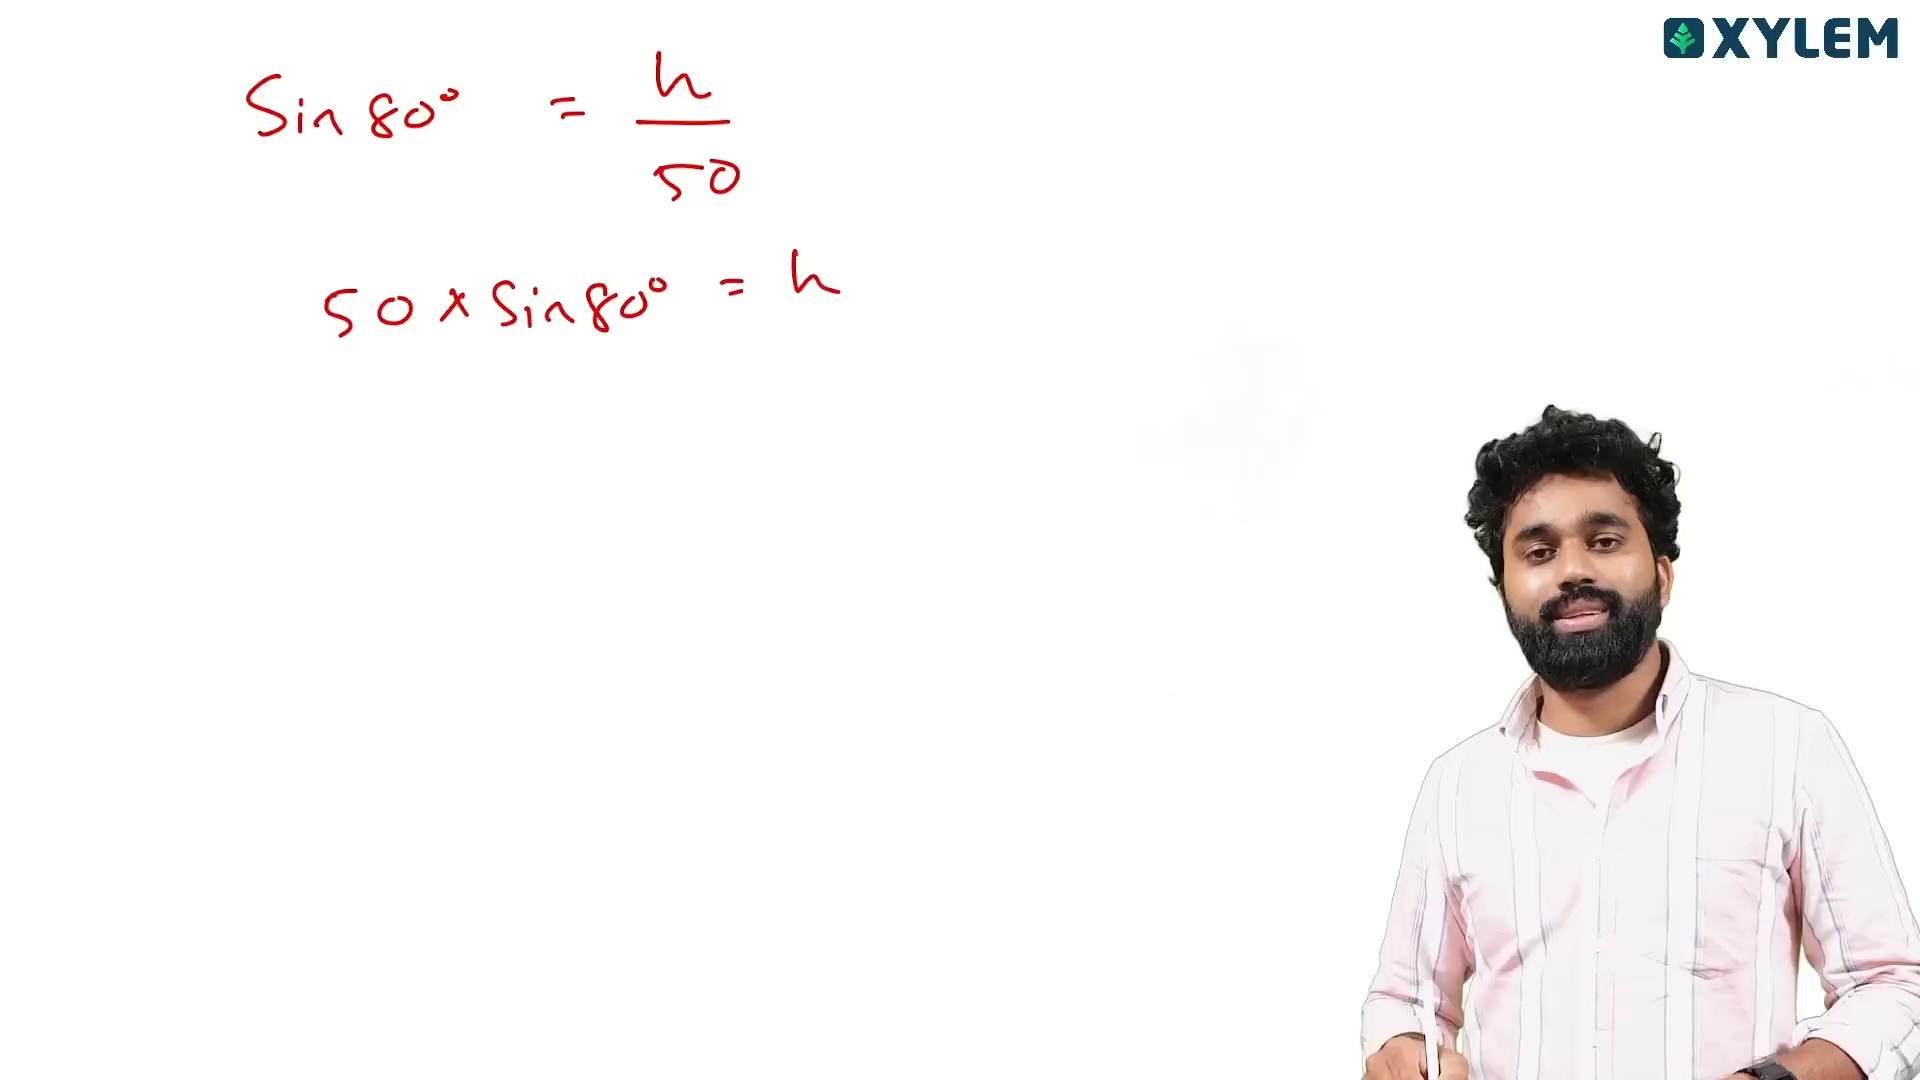 XYLEM
Sin 80° = h/50
50 × Sin 80° = h